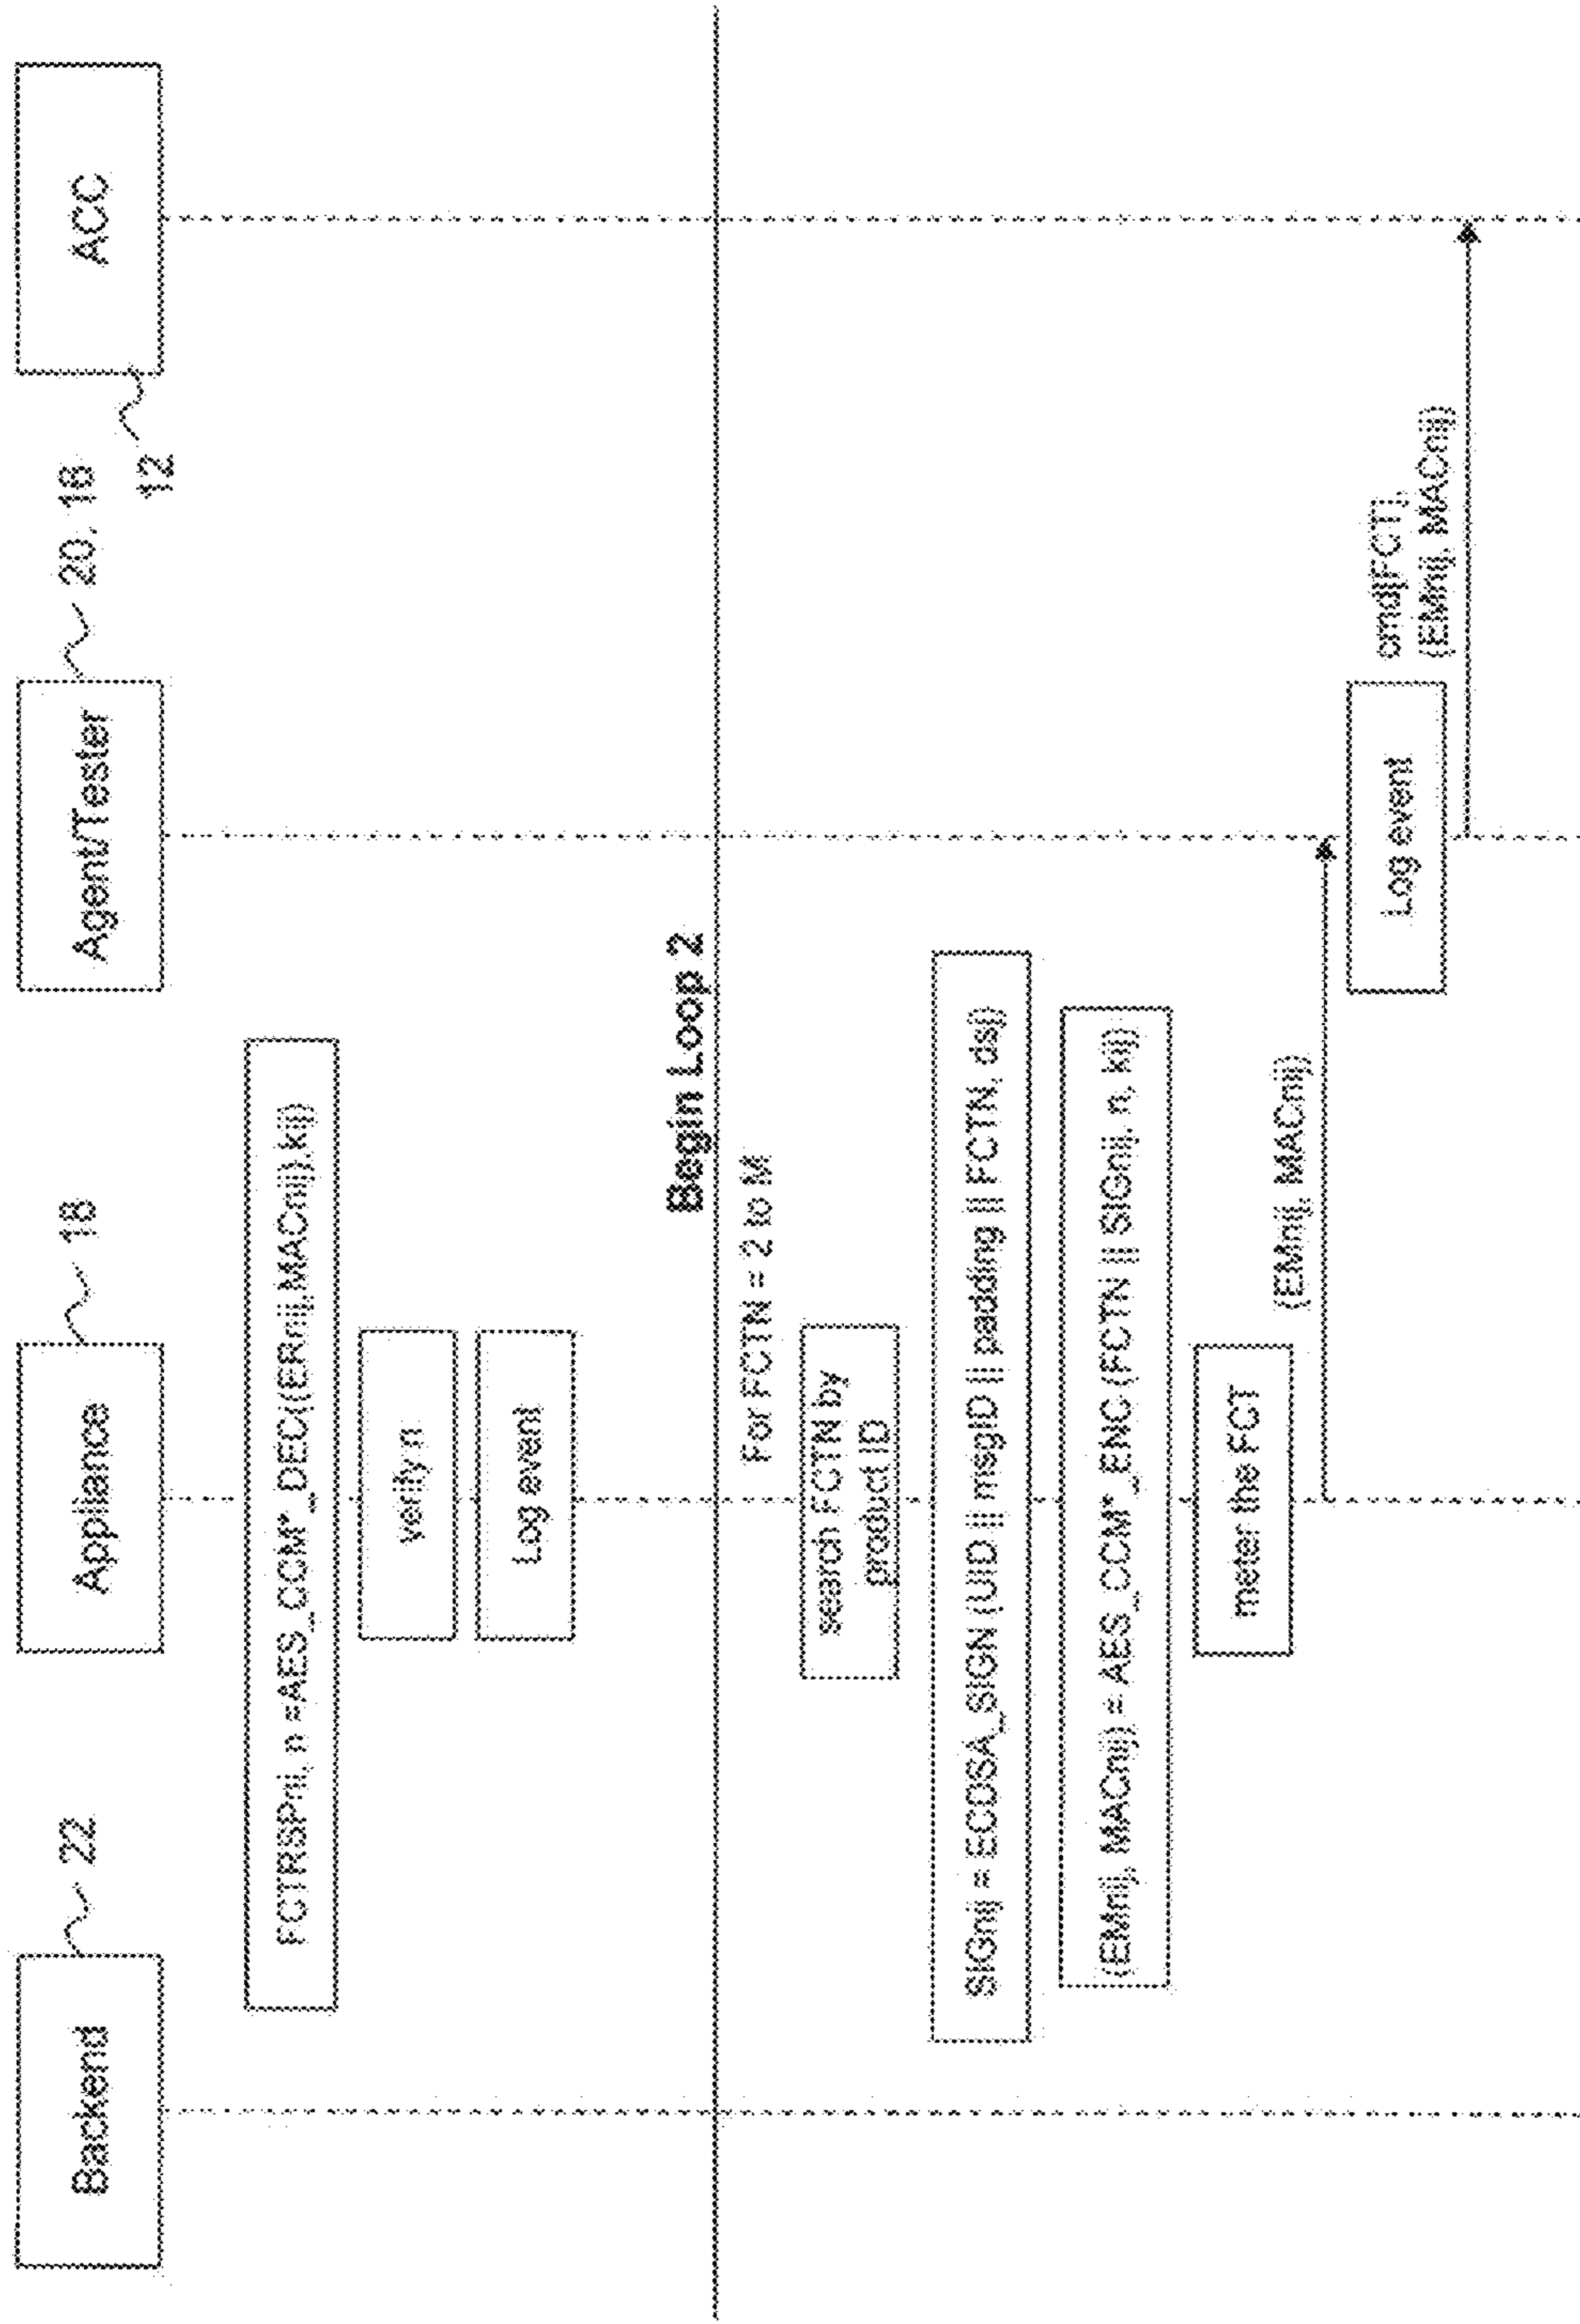 Backend
22
Appliance
18
Agent/Tester
20, 16
ACC
12
FCTRSPnij, n =AES_CCM*_DEC((ERnij,MACnij),kij)
verify n
Log event
Begin Loop 2
For FCTN = 2 to M
search FCTN by
product ID
SIGnij = ECDSA_SIGN (UID || msgID || padding || FCTN, dsj)
(EMnij, MACnij) = AES_CCM*_ENC (FCTN || SIGnij, n, kij)
meter the FCT
(EMnij, MACnij)
Log event
cmd[FCT],
(EMnij, MACnij)